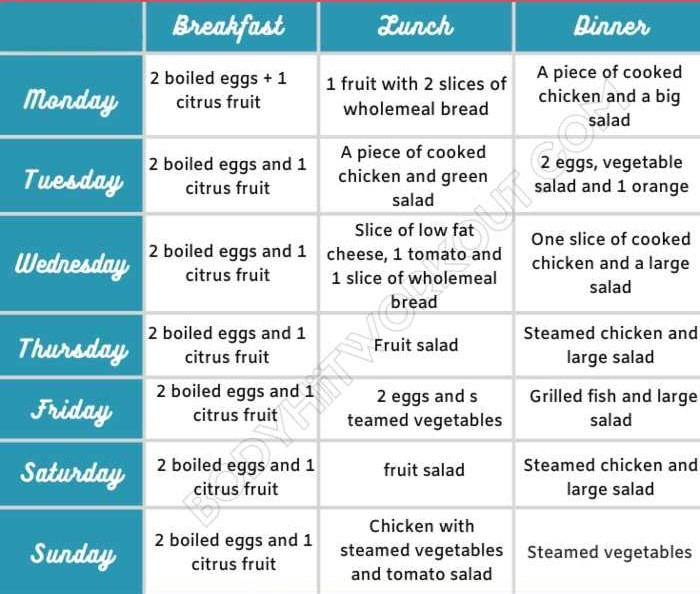 Breakfast Lunch Dinner
Monday
2 boiled eggs + 1
citrus fruit
1 fruit with 2 slices of
wholemeal bread
A piece of cooked
chicken and a big
salad
Tuesday
2 boiled eggs and 1
citrus fruit
A piece of cooked
chicken and green
salad
2 eggs, vegetable
salad and 1 orange
Wednesday
2 boiled eggs and 1
citrus fruit
Slice of low fat
cheese, 1 tomato and
1 slice of wholemeal
bread
One slice of cooked
chicken and a large
salad
Thursday
2 boiled eggs and 1
citrus fruit
Fruit salad
Steamed chicken and
large salad
Friday
2 boiled eggs and 1
citrus fruit
2 eggs and s
teamed vegetables
Grilled fish and large
salad
Saturday
2 boiled eggs and 1
citrus fruit
fruit salad
Steamed chicken and
large salad
Sunday
2 boiled eggs and 1
citrus fruit
Chicken with
steamed vegetables
and tomato salad
Steamed vegetables
BODYHiiTWORKOUT.COM